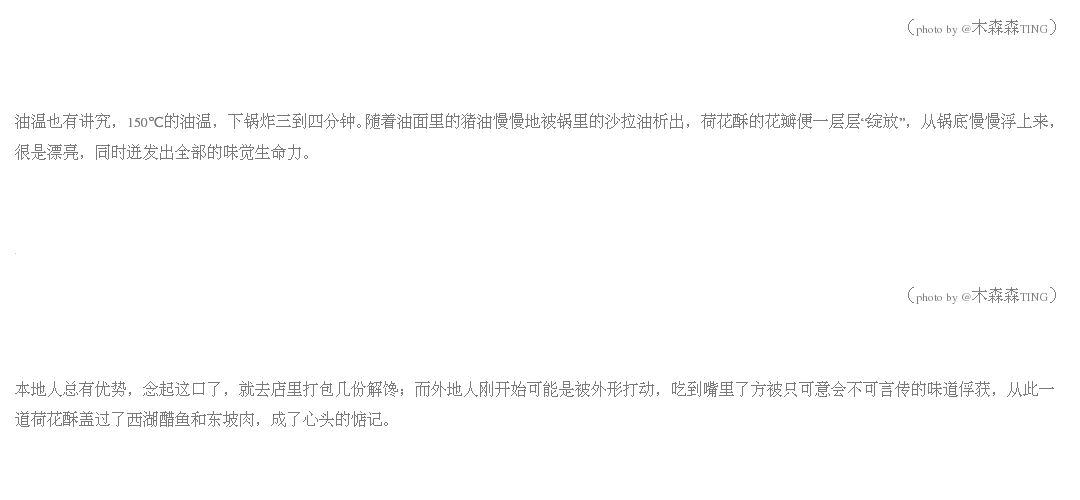 （photo by @木森森TING）
油温也有讲究，150℃的油温，下锅炸三到四分钟。随着油面里的猪油慢慢地被锅里的沙拉油析出，荷花酥的花瓣便一层层“绽放”，从锅底慢慢浮上来，
很是漂亮，同时迸发出全部的味觉生命力。
（photo by @木森森TING）
本地人总有优势，念起这口了，就去店里打包几份解馋；而外地人刚开始可能是被外形打动，吃到嘴里了方被只可意会不可言传的味道俘获，从此一
道荷花酥盖过了西湖醋鱼和东坡肉，成了心头的惦记。